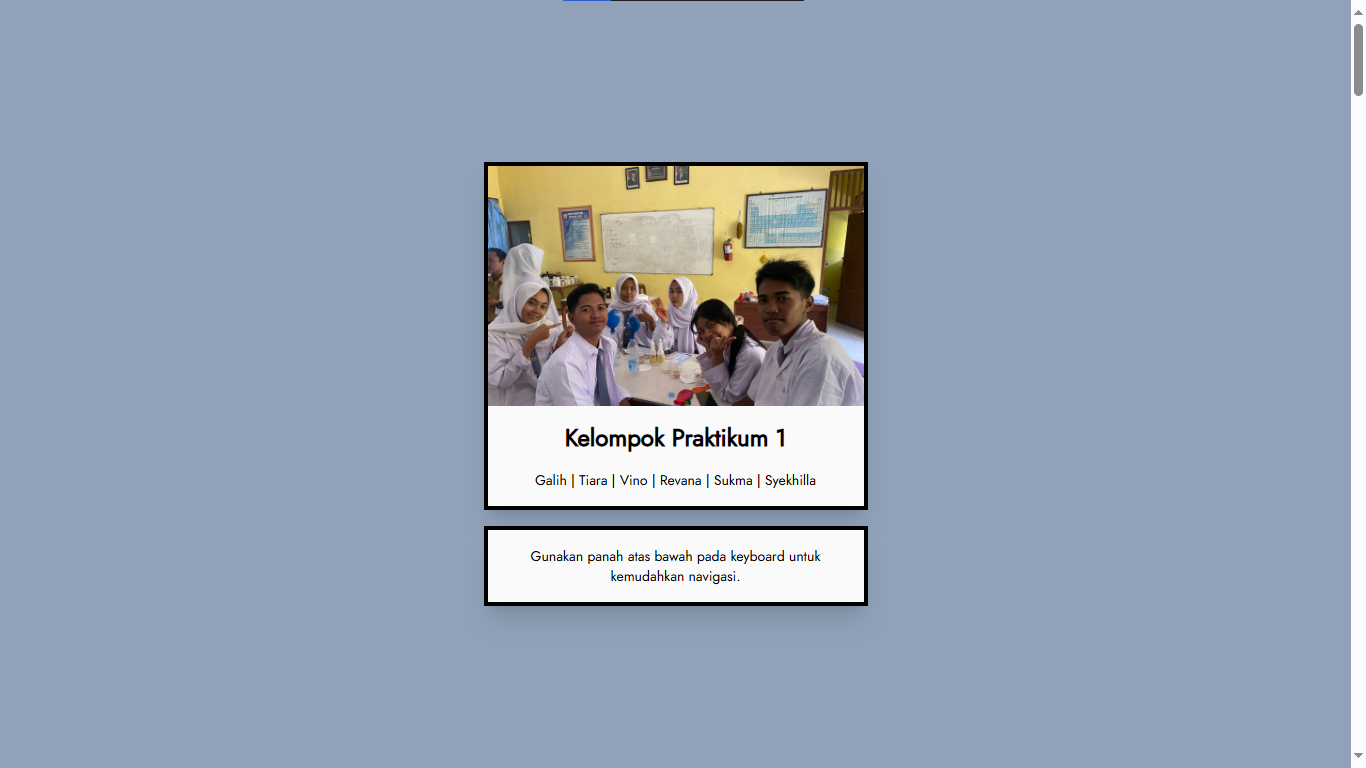 Kelompok Praktikum 1
Galih | Tiara | Vino | Revana | Sukma | Syekhilla
Gunakan panah atas bawah pada keyboard untuk
kemudahkan navigasi.